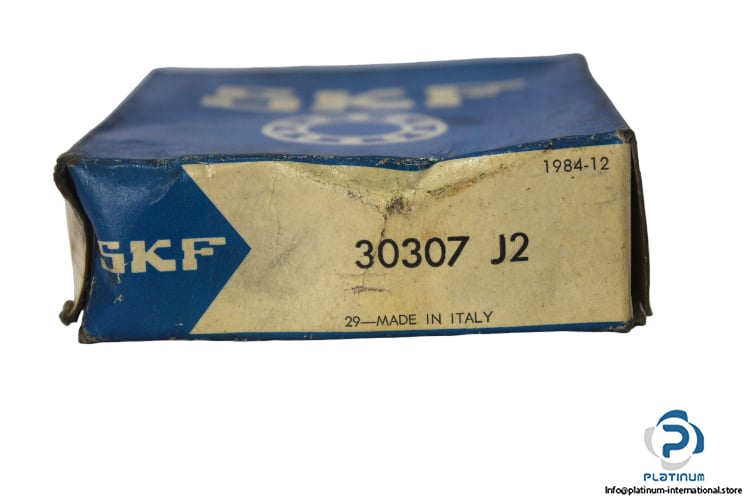 SKF
1984-12
SKF
30307 J2
29—MADE IN ITALY
PLATINUM
Info@platinum-international.store